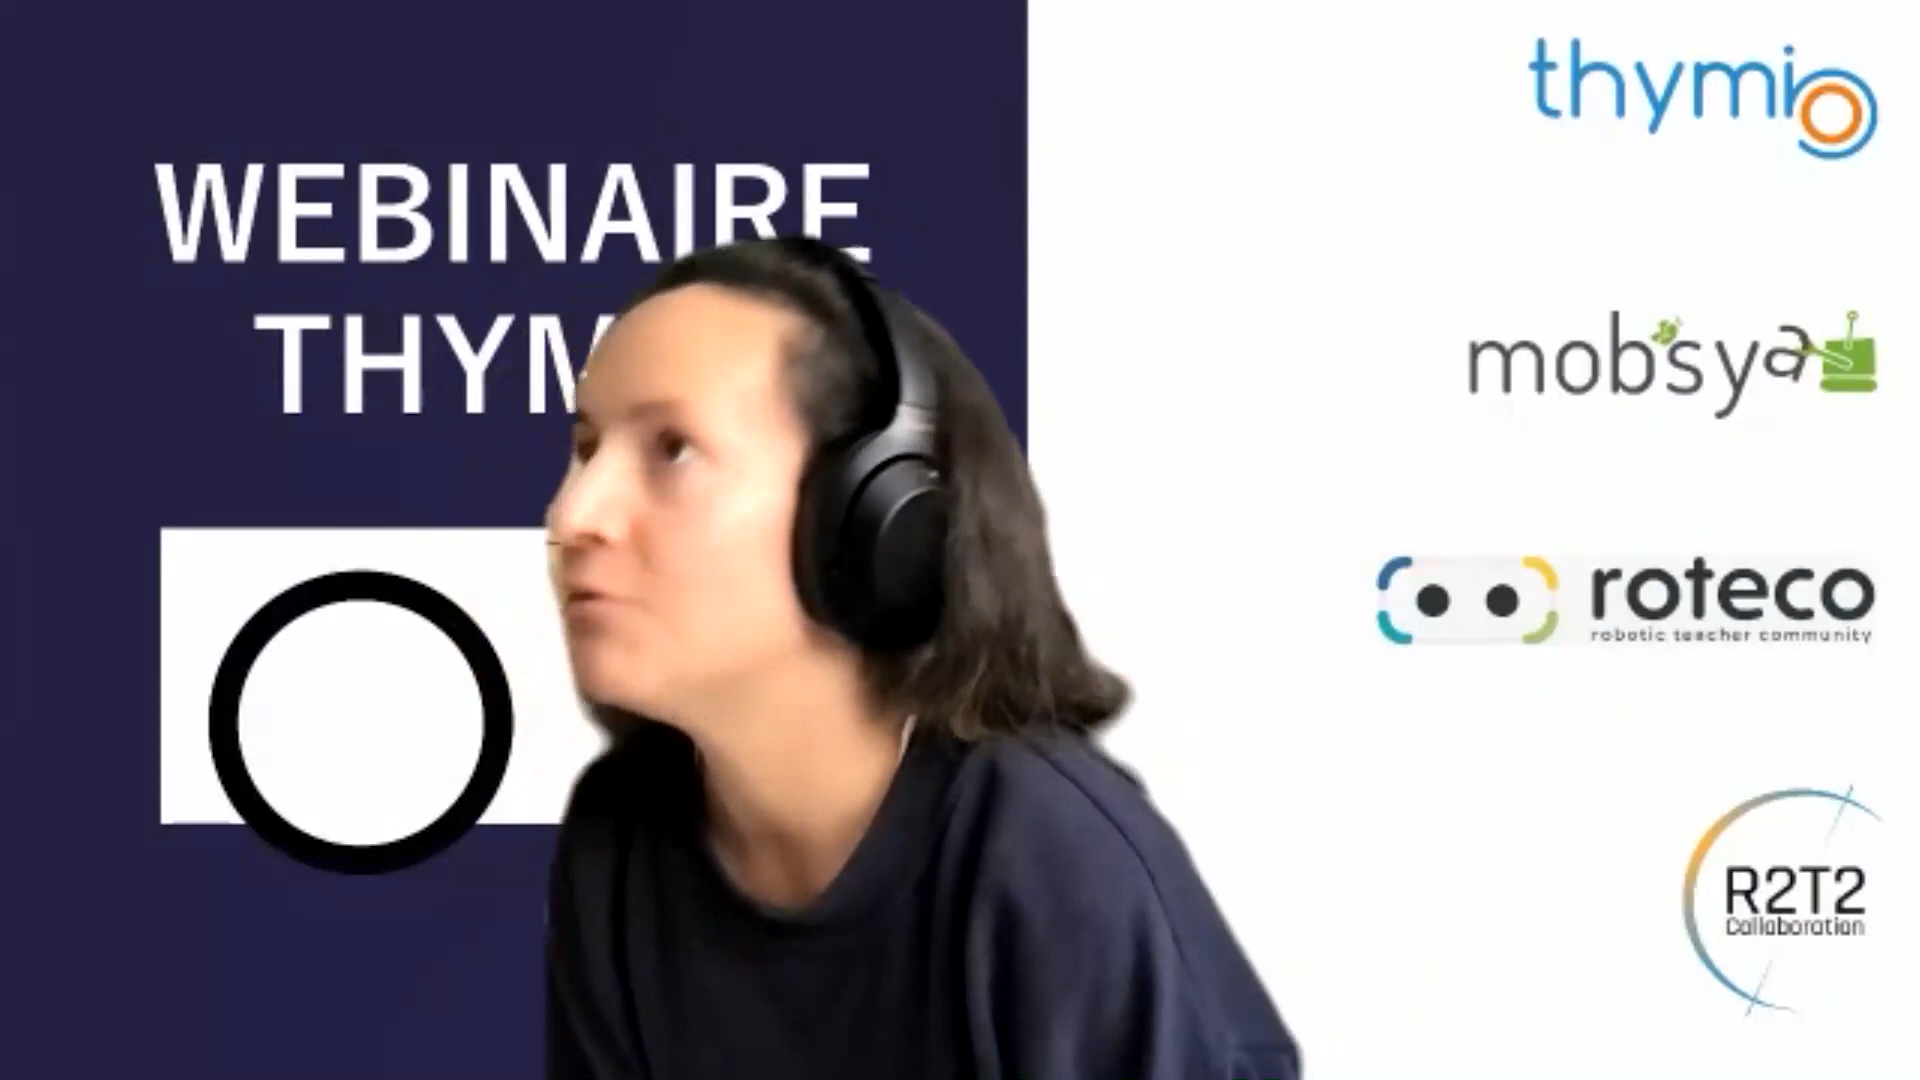 WEBINAIRE
THYM
thymio
mobsya
roteco
robotic teacher community
R2T2
Collaboration